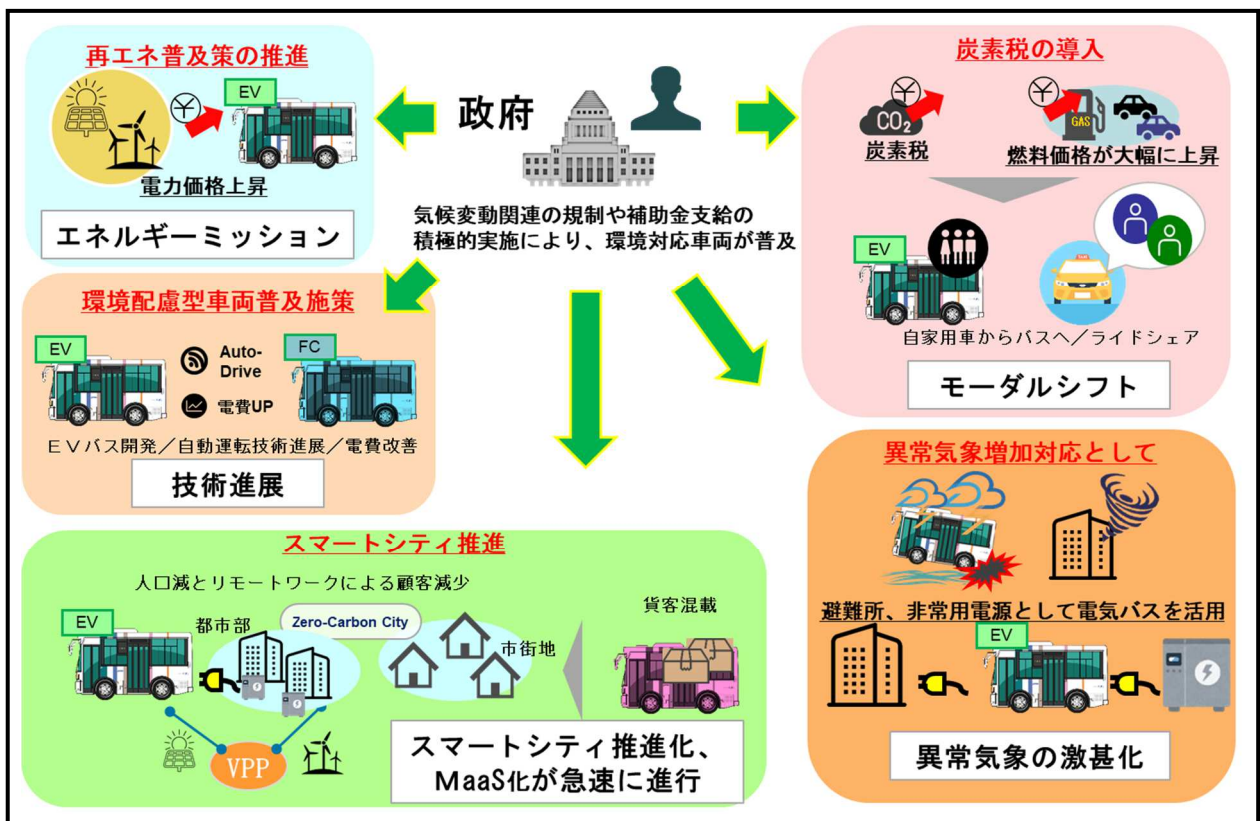 再エネ普及策の推進
EV
電力価格上昇
エネルギーミッション
政府
気候変動関連の規制や補助金支給の
積極的実施により、環境対応車両が普及
炭素税の導入
CO2
炭素税
GAS
燃料価格が大幅に上昇
EV
TAXI
自家用車からバスへ／ライドシェア
モーダルシフト
環境配慮型車両普及施策
EV
Auto-
Drive
電費UP
FC
ＥＶバス開発／自動運転技術進展／電費改善
技術進展
スマートシティ推進
人口減とリモートワークによる顧客減少
EV
都市部
Zero-Carbon City
市街地
貨客混載
VPP
スマートシティ推進化、
MaaS化が急速に進行
異常気象増加対応として
避難所、非常用電源として電気バスを活用
EV
異常気象の激甚化